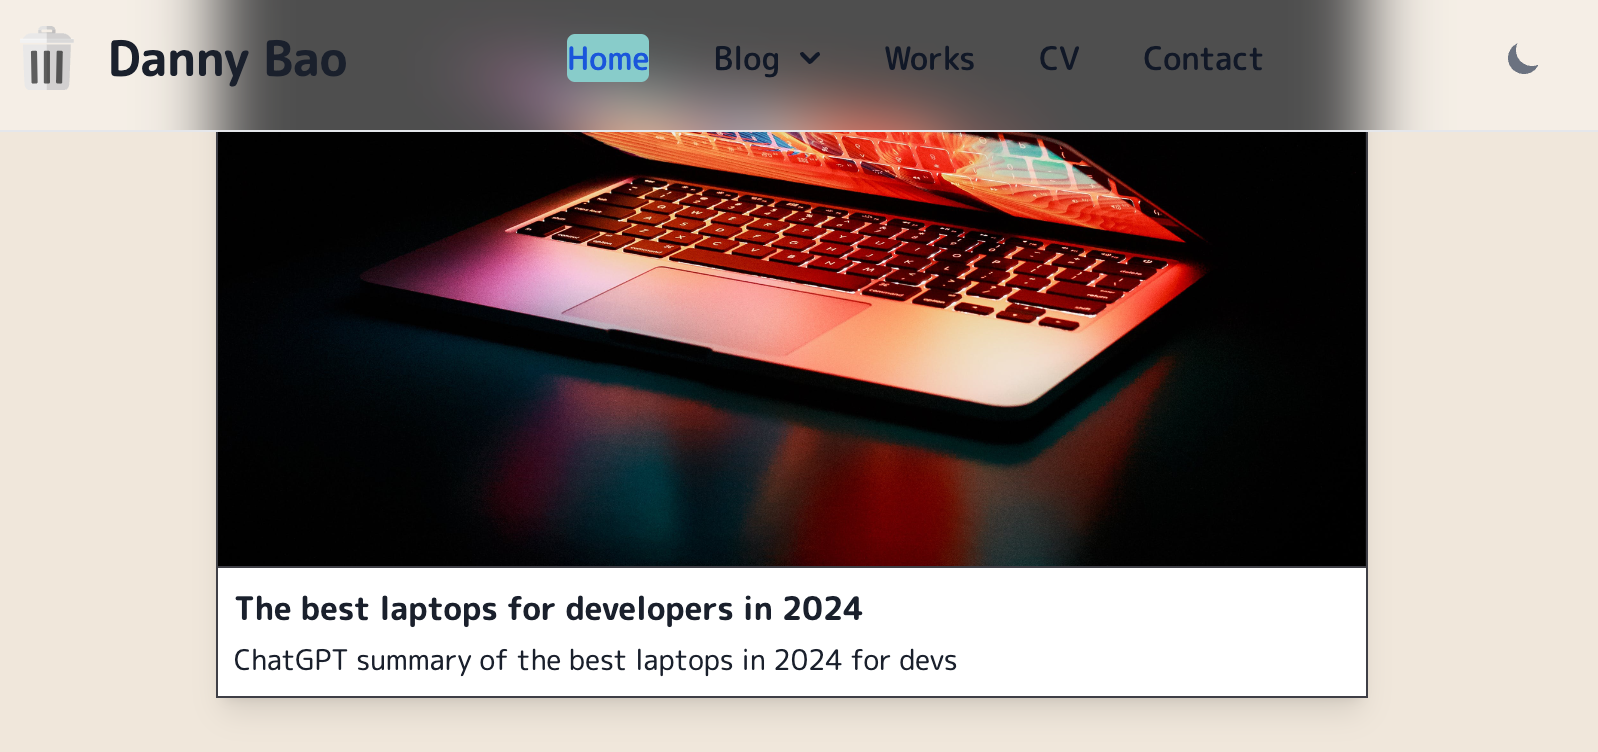 Danny Bao
Home Blog Works CV Contact
The best laptops for developers in 2024
ChatGPT summary of the best laptops in 2024 for devs